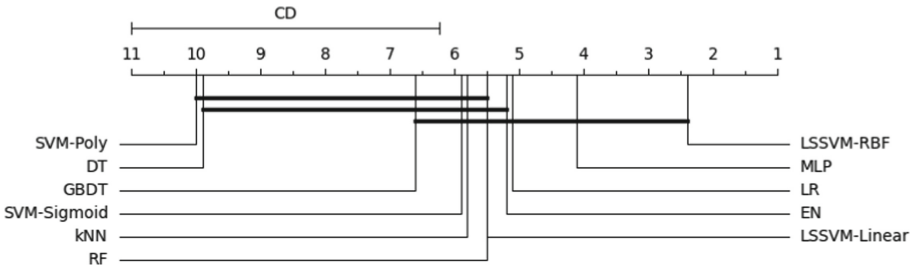 CD
11 10 9 8 7 6 5 4 3 2 1
SVM-Poly LSSVM-RBF
DT MLP
GBDT LR
SVM-Sigmoid EN
kNN LSSVM-Linear
RF